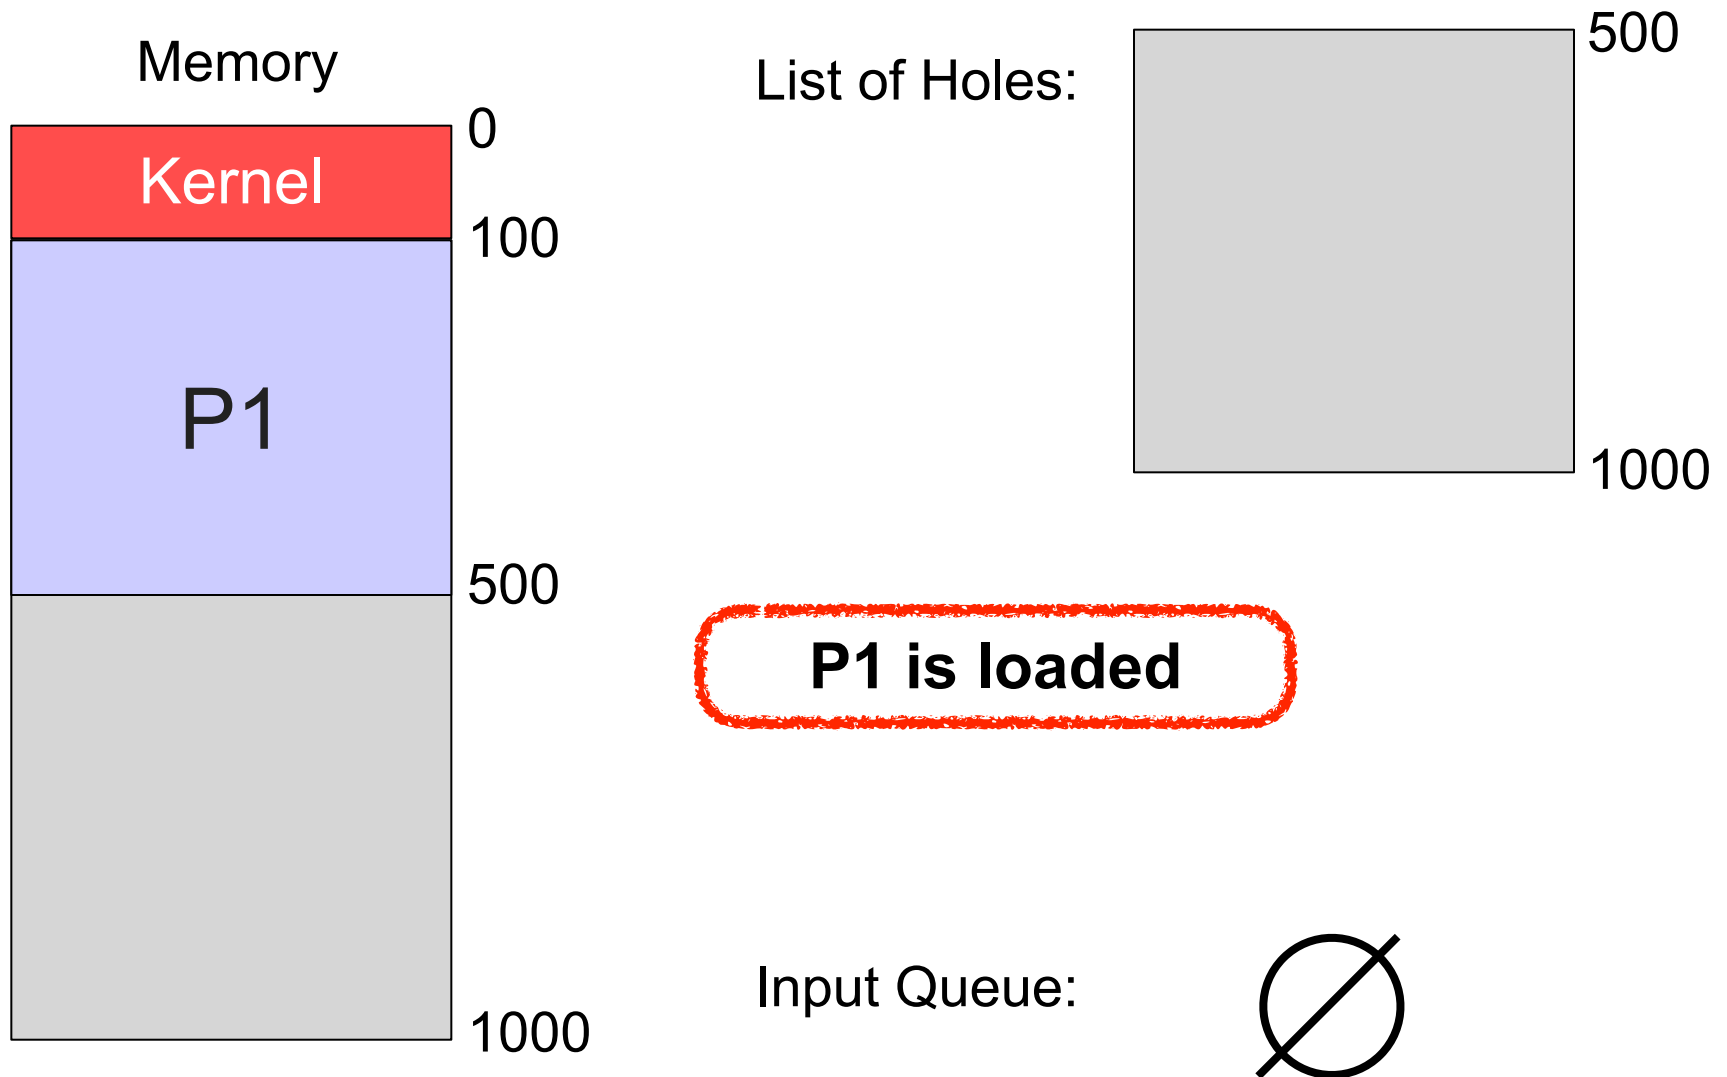 Memory
0
Kernel
100
P1
500
1000
List of Holes:
500
1000
P1 is loaded
Input Queue: